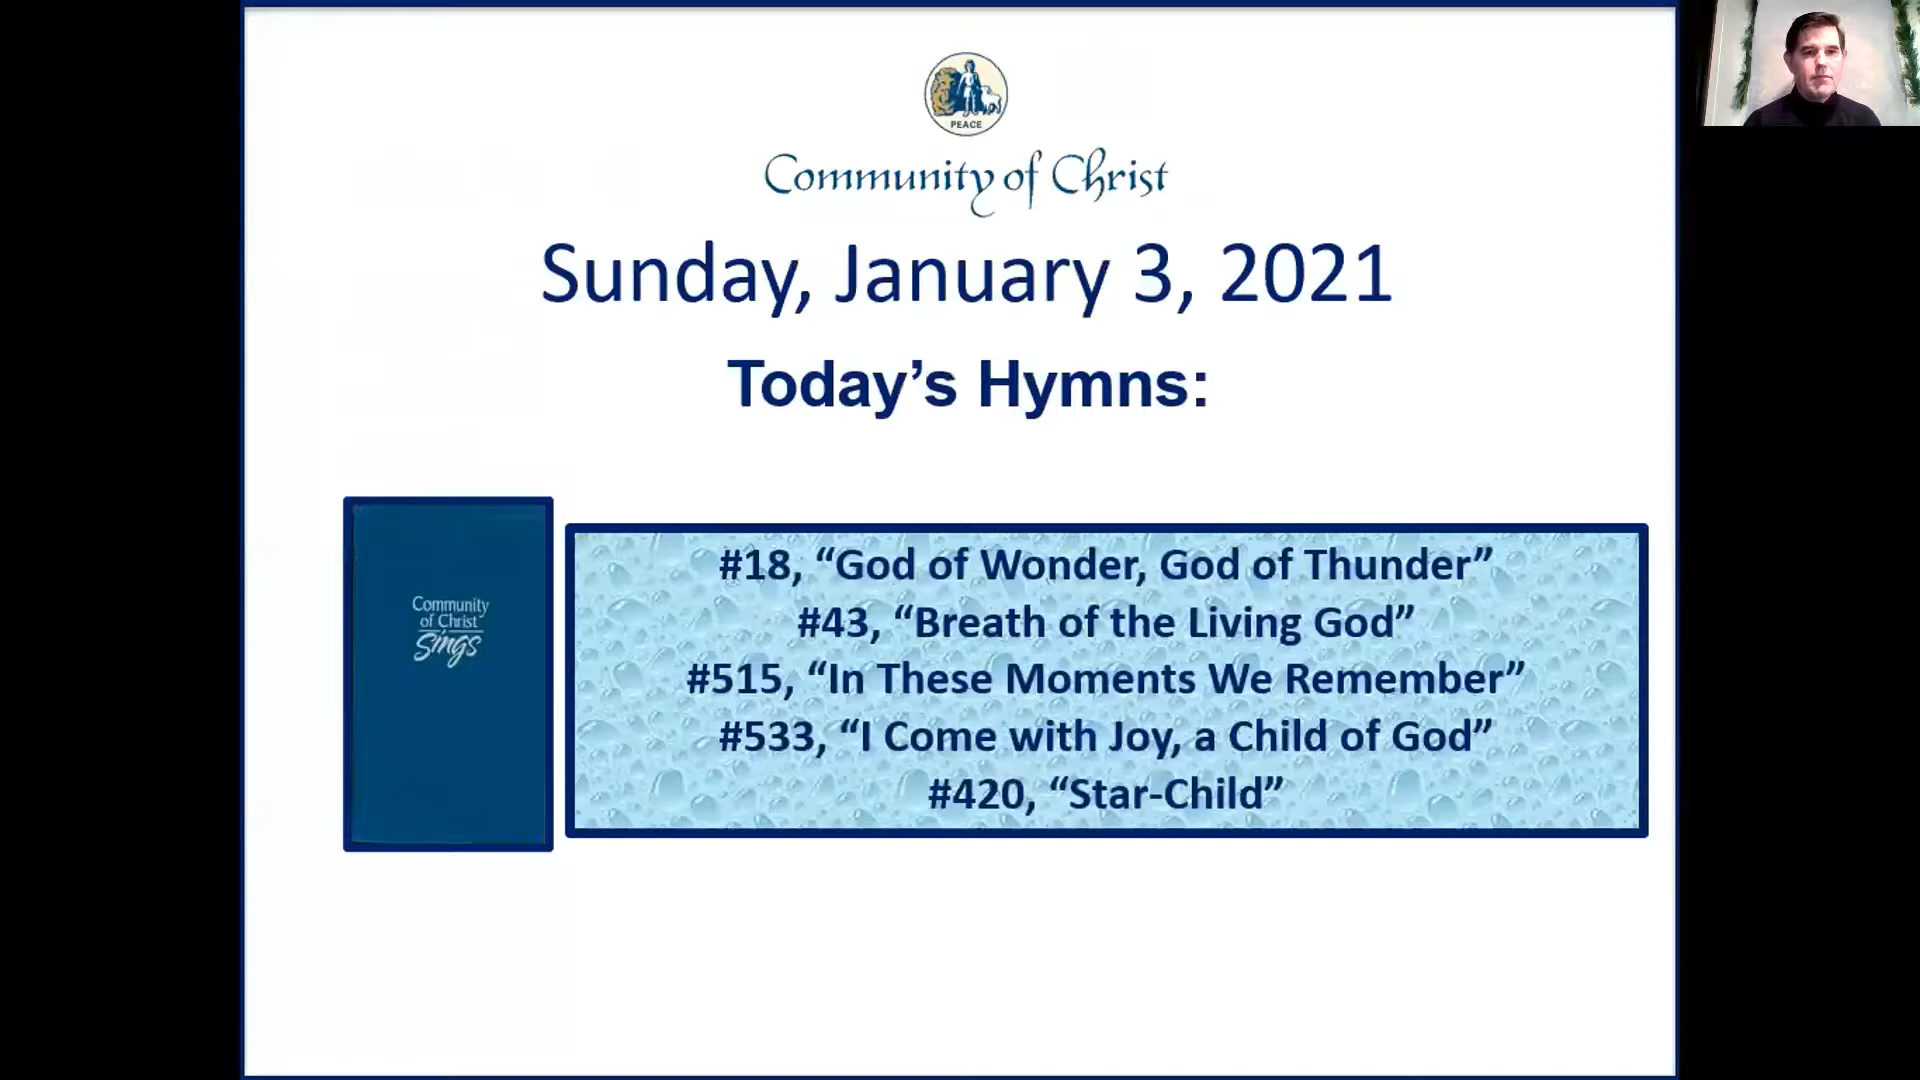 PEACE
Community of Christ
Sunday, January 3, 2021
Today’s Hymns:
Community
of Christ
Sings
#18, “God of Wonder, God of Thunder”
#43, “Breath of the Living God”
#515, “In These Moments We Remember”
#533, “I Come with Joy, a Child of God”
#420, “Star-Child”